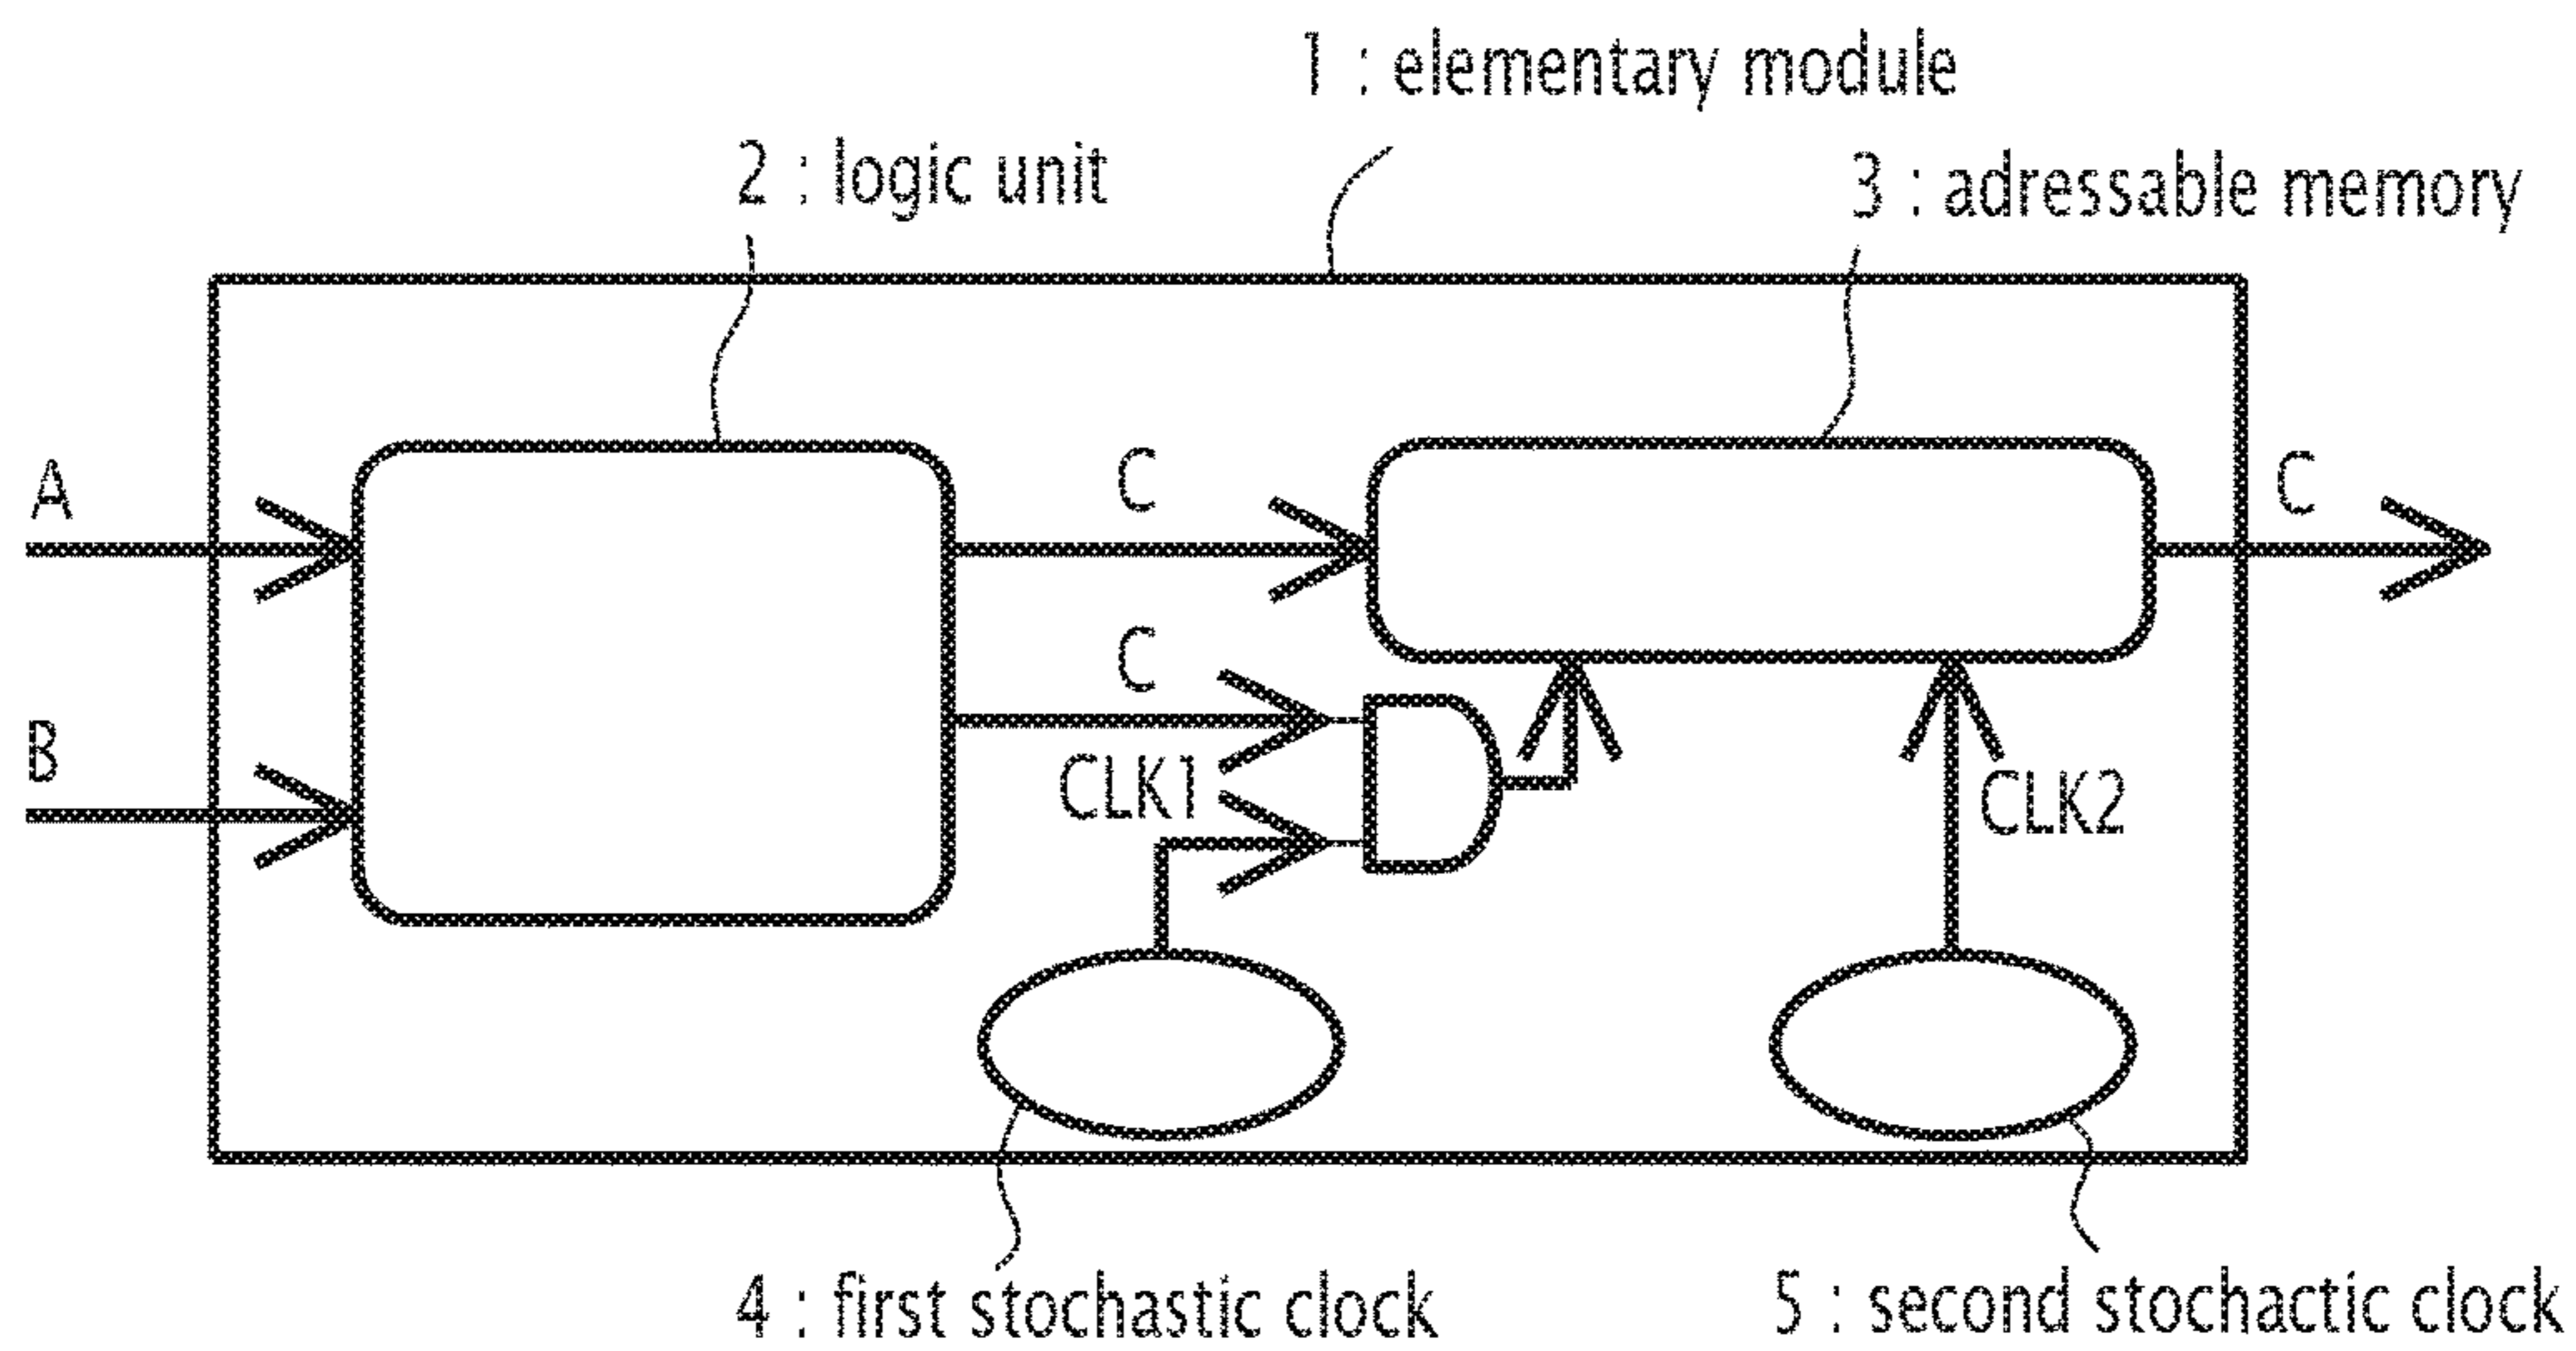 1 : elementary module
2 : logic unit
3 : adressable memory
A
C
C
C
B
CLK1
CLK2
4 : first stochastic clock
5 : second stochactic clock